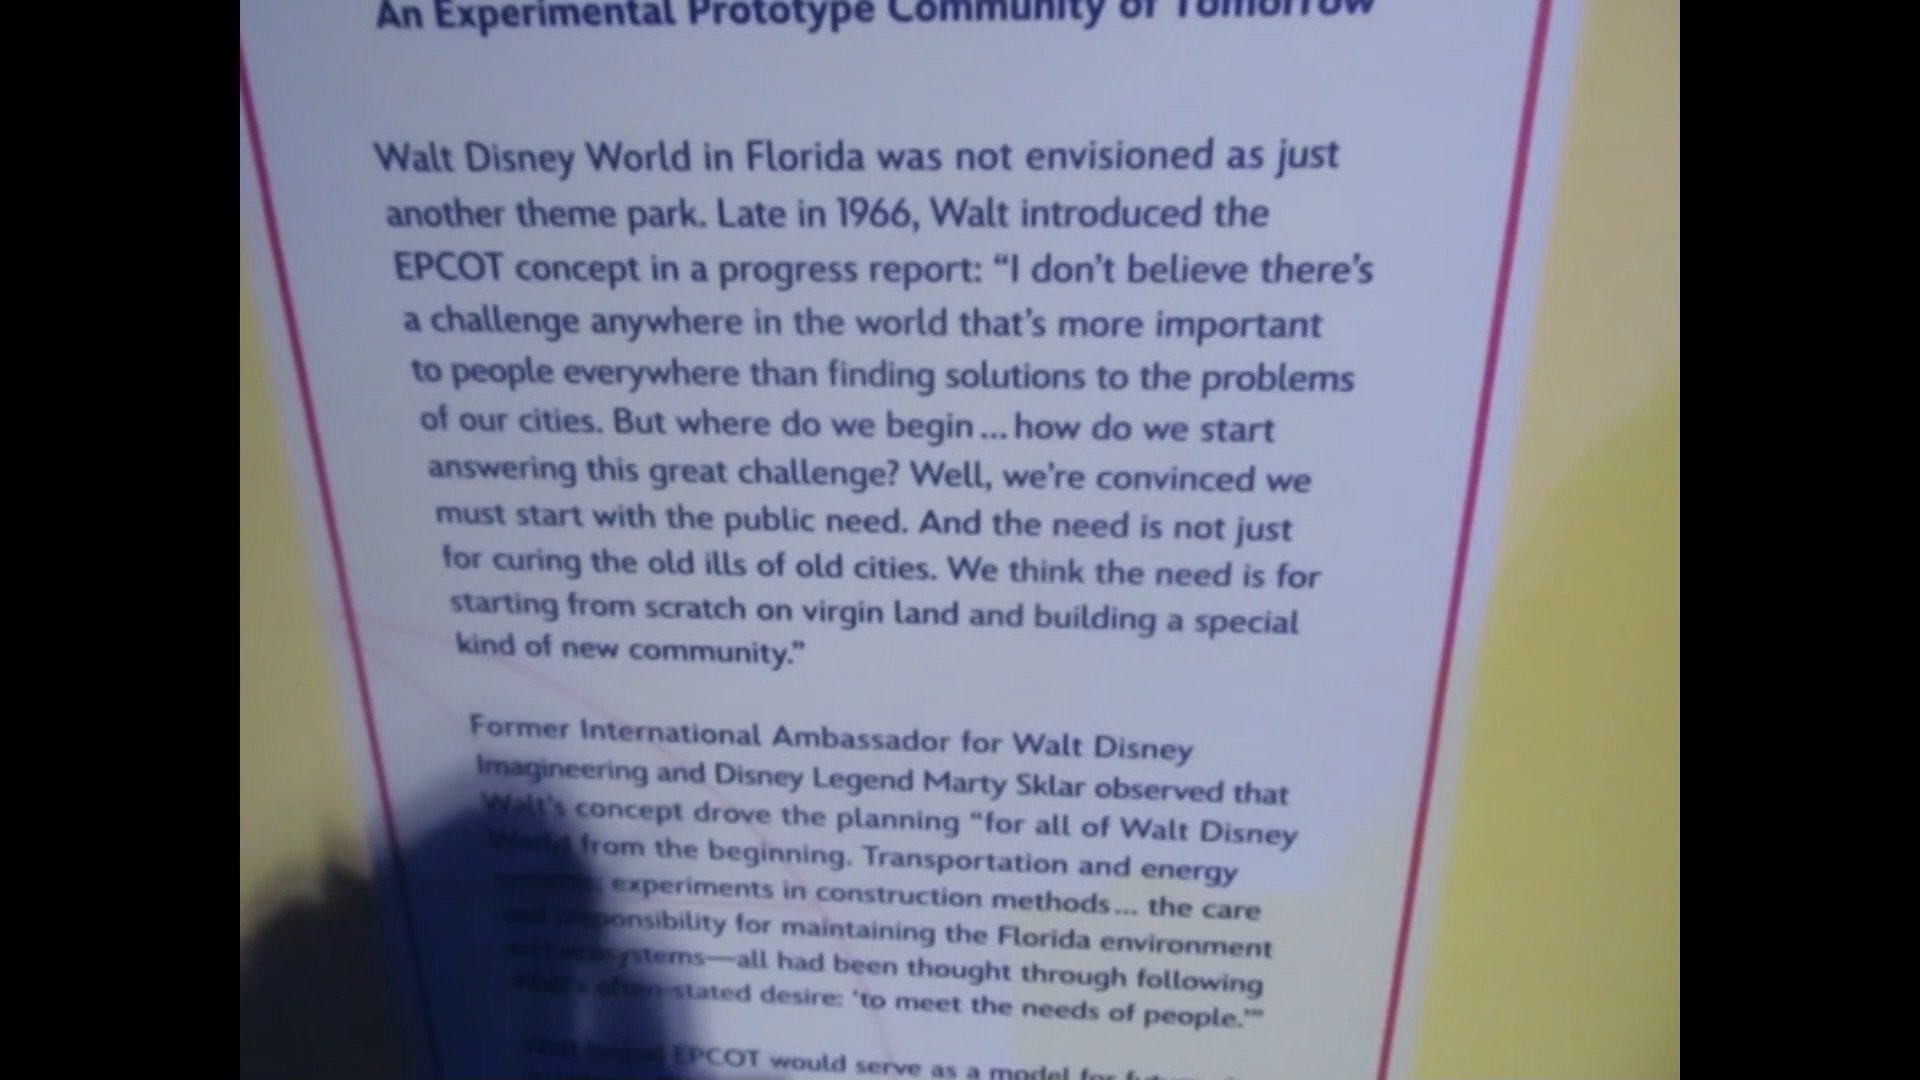 An Experimental Prototype Community of Tomorrow
Walt Disney World in Florida was not envisioned as just
another theme park. Late in 1966, Walt introduced the
EPCOT concept in a progress report: “I don’t believe there’s
a challenge anywhere in the world that’s more important
to people everywhere than finding solutions to the problems
of our cities. But where do we begin ... how do we start
answering this great challenge? Well, we’re convinced we
must start with the public need. And the need is not just
for curing the old ills of old cities. We think the need is for
starting from scratch on virgin land and building a special
kind of new community.”
Former International Ambassador for Walt Disney
Imagineering and Disney Legend Marty Sklar observed that
Walt’s concept drove the planning “for all of Walt Disney
World from the beginning. Transportation and energy
experiments in construction methods... the care
responsibility for maintaining the Florida environment
ecosystems—all had been thought through following
Walt’s often-stated desire: ‘to meet the needs of people.’”
EPCOT would serve as a model for